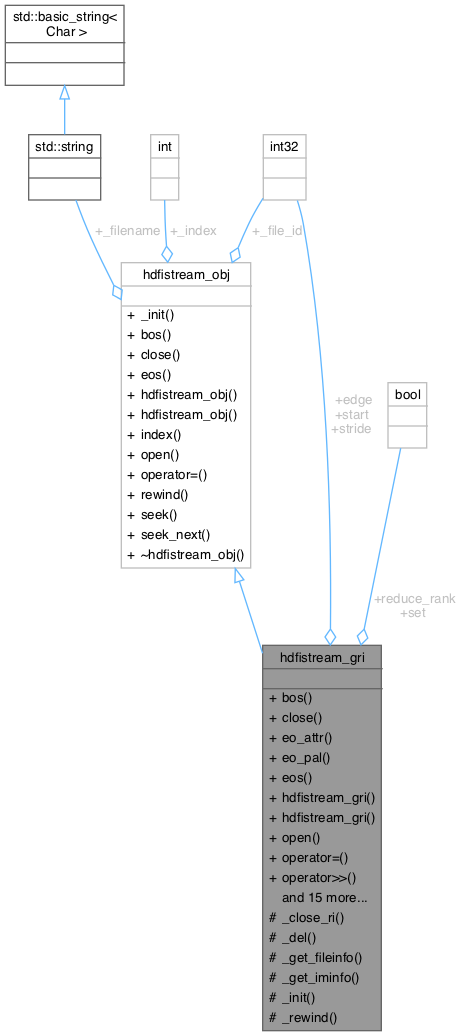 std::basic_string<
Char >
std::string
int
int32
+_filename
+_index
+_file_id
hdfistream_obj
+ _init()
+ bos()
+ close()
+ eos()
+ hdfistream_obj()
+ hdfistream_obj()
+ index()
+ open()
+ operator=()
+ rewind()
+ seek()
+ seek_next()
+ ~hdfistream_obj()
+edge
+start
+stride
bool
+reduce_rank
+set
hdfistream_gri
+ bos()
+ close()
+ eo_attr()
+ eo_pal()
+ eos()
+ hdfistream_gri()
+ hdfistream_gri()
+ open()
+ operator=()
+ operator>>()
and 15 more...
# _close_ri()
# _del()
# _get_fileinfo()
# _get_iminfo()
# _init()
# _rewind()